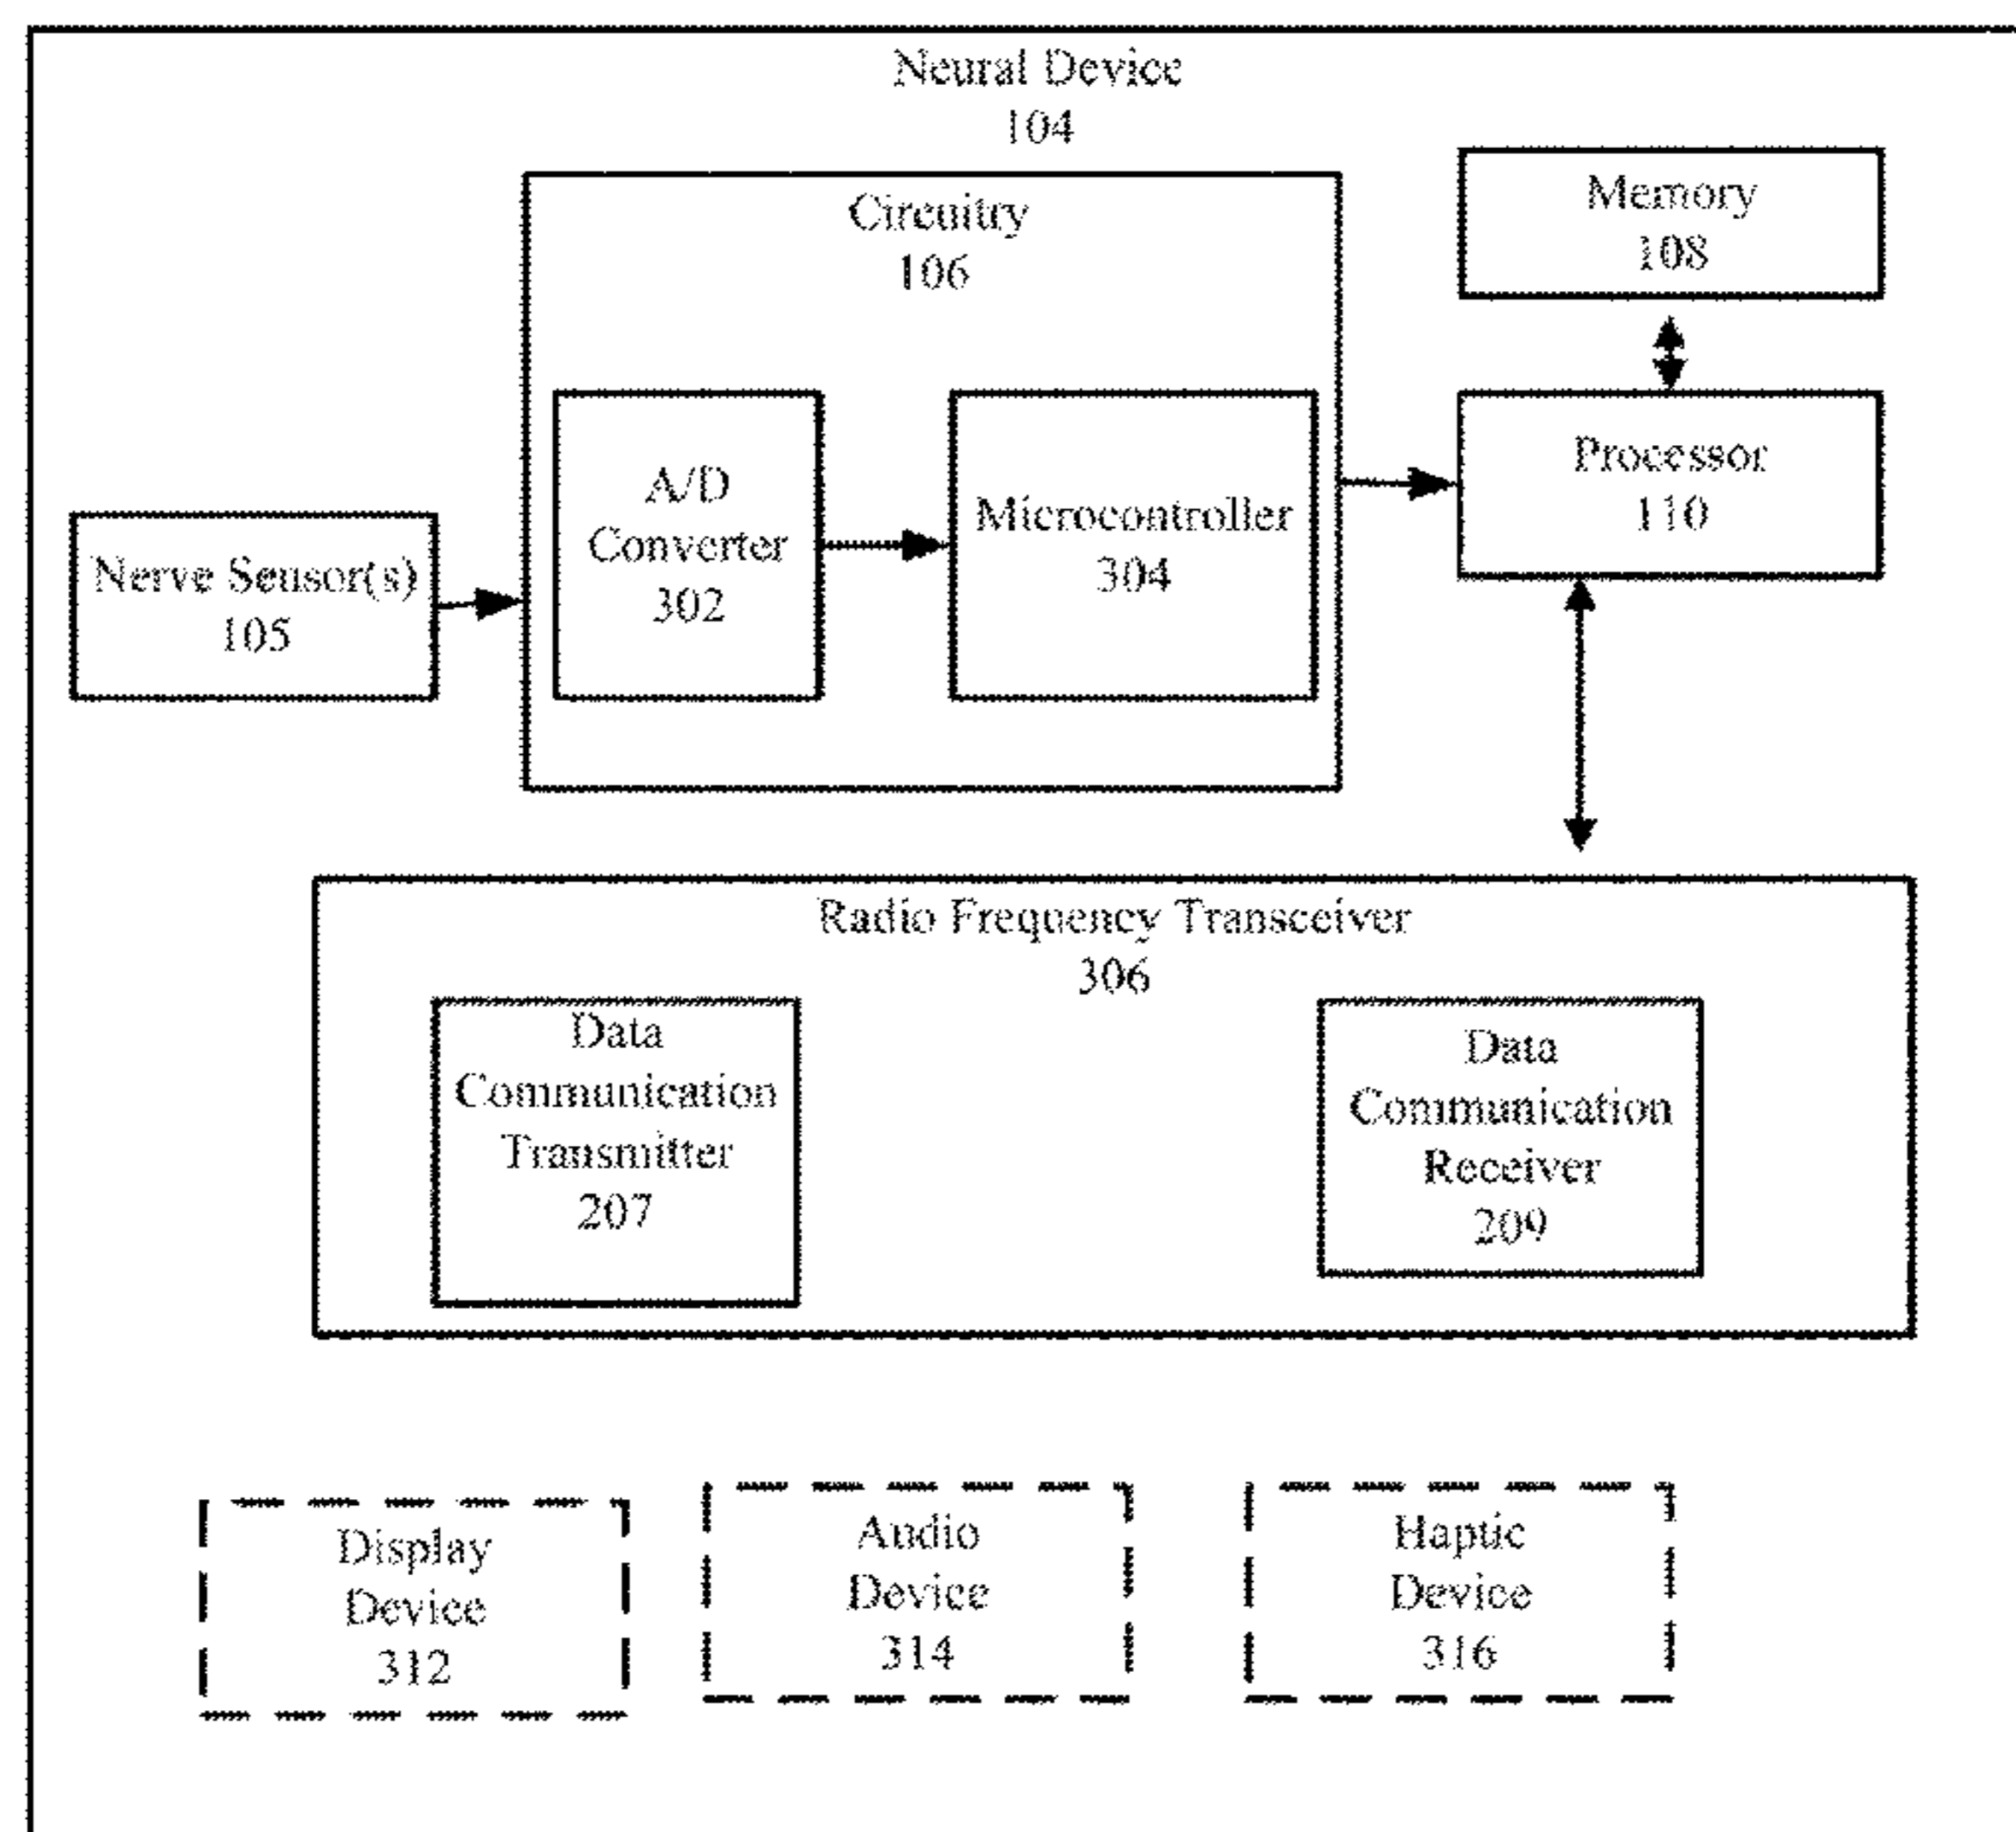 Neural Device
104
Circuitry
106
Memory
108
A/D
Converter
302
Microcontroller
304
Processor
110
Nerve Sensor(s)
105
Radio Frequency Transceiver
306
Data
Communication
Transmitter
207
Data
Communication
Receiver
209
Display
Device
312
Audio
Device
314
Haptic
Device
316